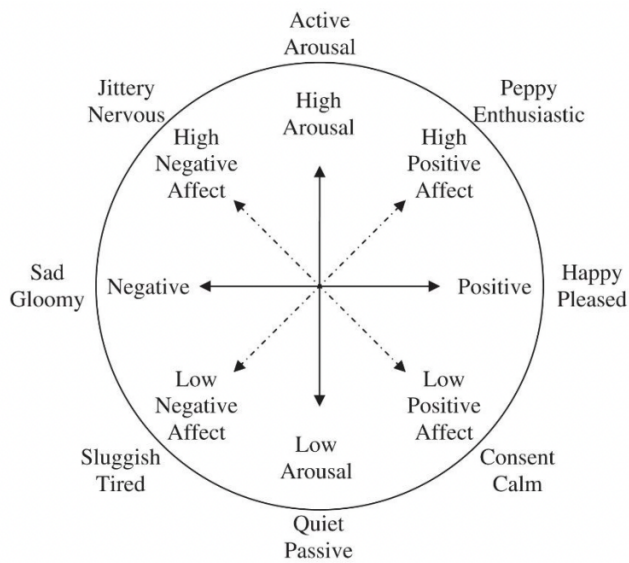 Active
Arousal
Jittery
Nervous
Peppy
Enthusiastic
High
Arousal
High
Negative
Affect
High
Positive
Affect
Sad
Gloomy
Negative
Positive
Happy
Pleased
Low
Negative
Affect
Low
Positive
Affect
Low
Arousal
Sluggish
Tired
Consent
Calm
Quiet
Passive